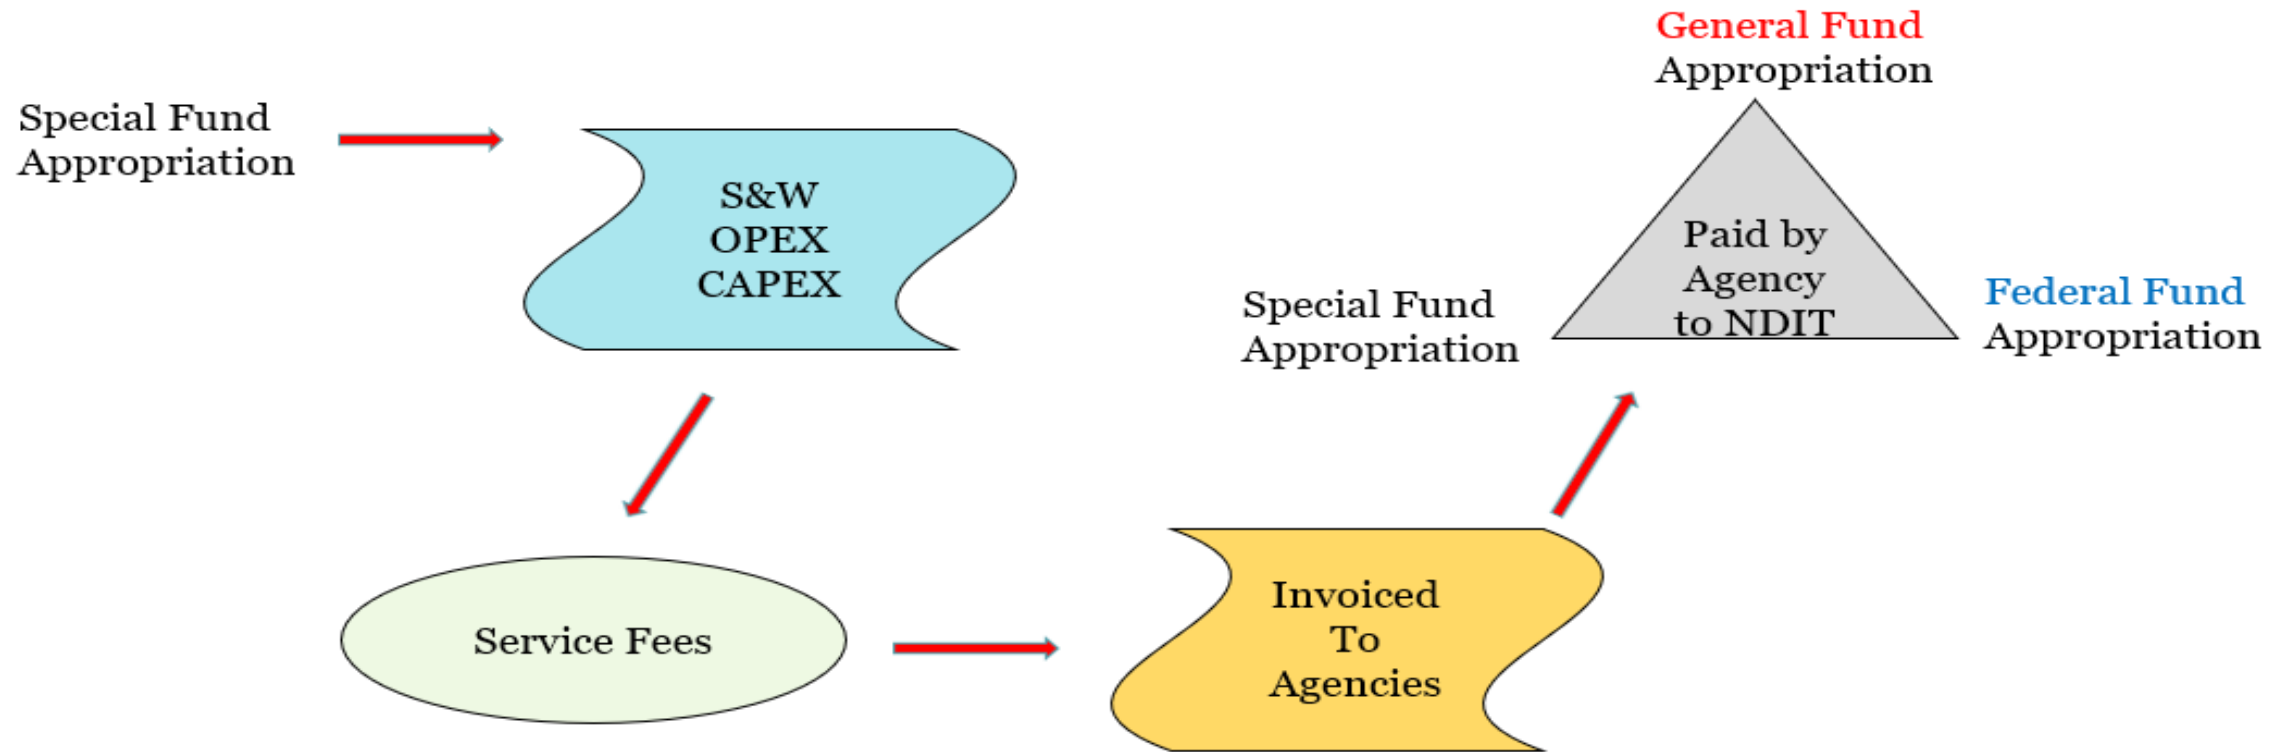 Special Fund
Appropriation
S&W
OPEX
CAPEX
Service Fees
Invoiced
To
Agencies
General Fund
Appropriation
Paid by
Agency
to NDIT
Special Fund
Appropriation
Federal Fund
Appropriation